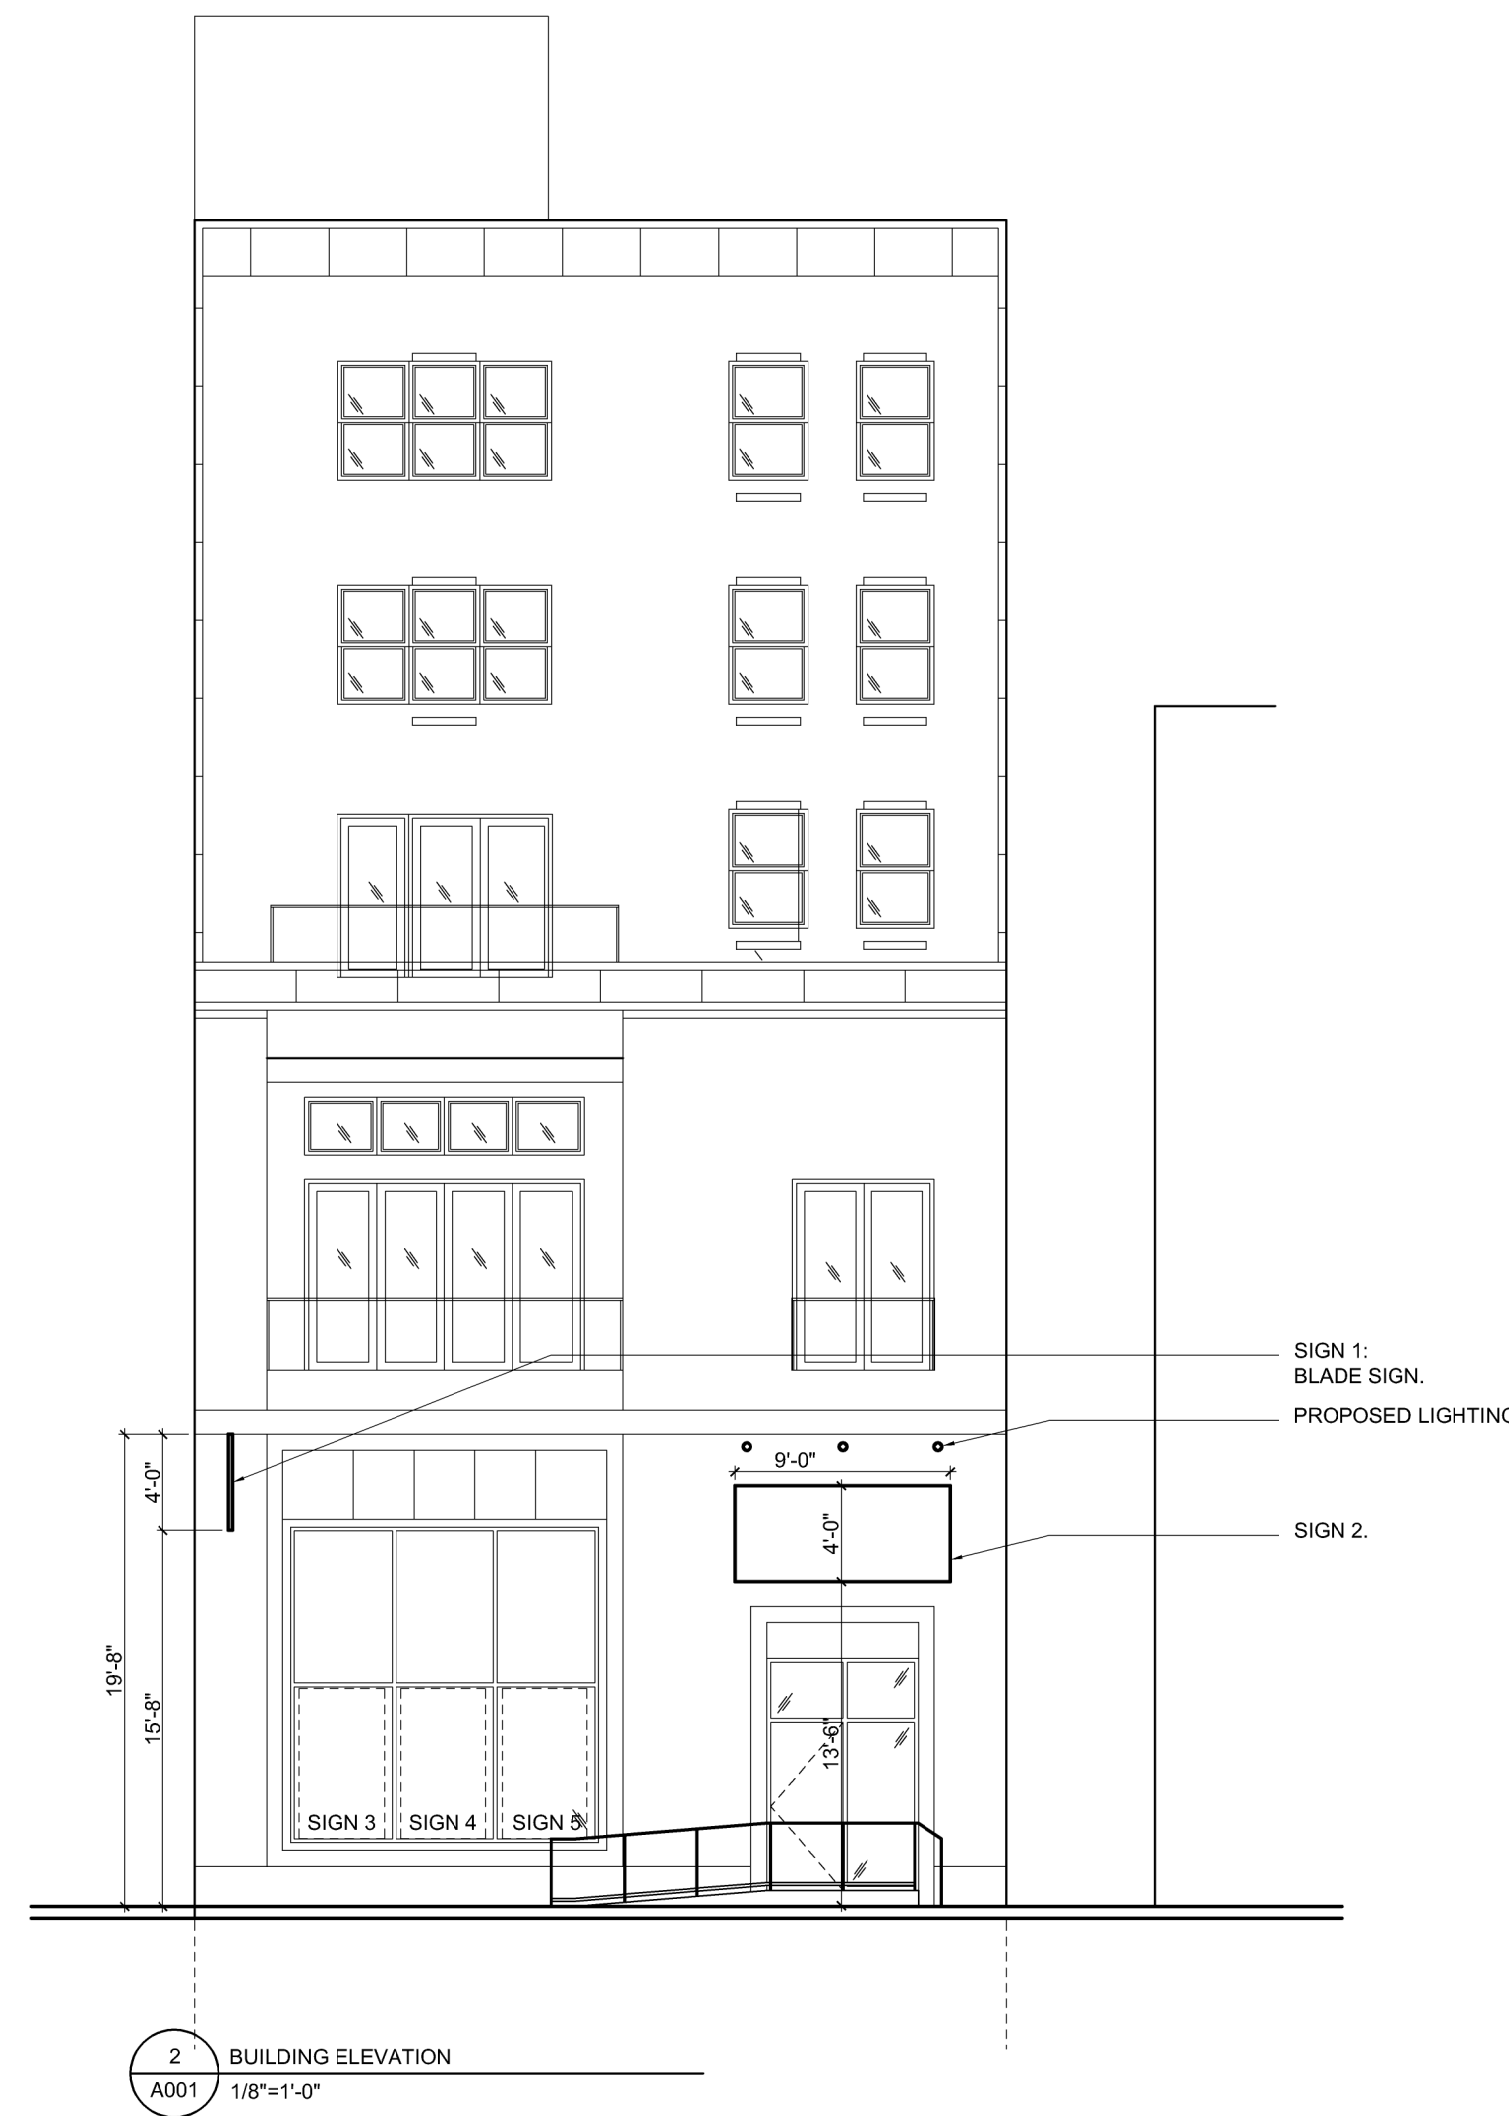 SIGN 1:
BLADE SIGN.
PROPOSED LIGHTING
9'-0"
4'-0"
4'-0"
SIGN 2.
19'-8"
15'-8"
13'-6"
SIGN 3
SIGN 4
SIGN 5
2
BUILDING ELEVATION
A001
1/8"=1'-0"